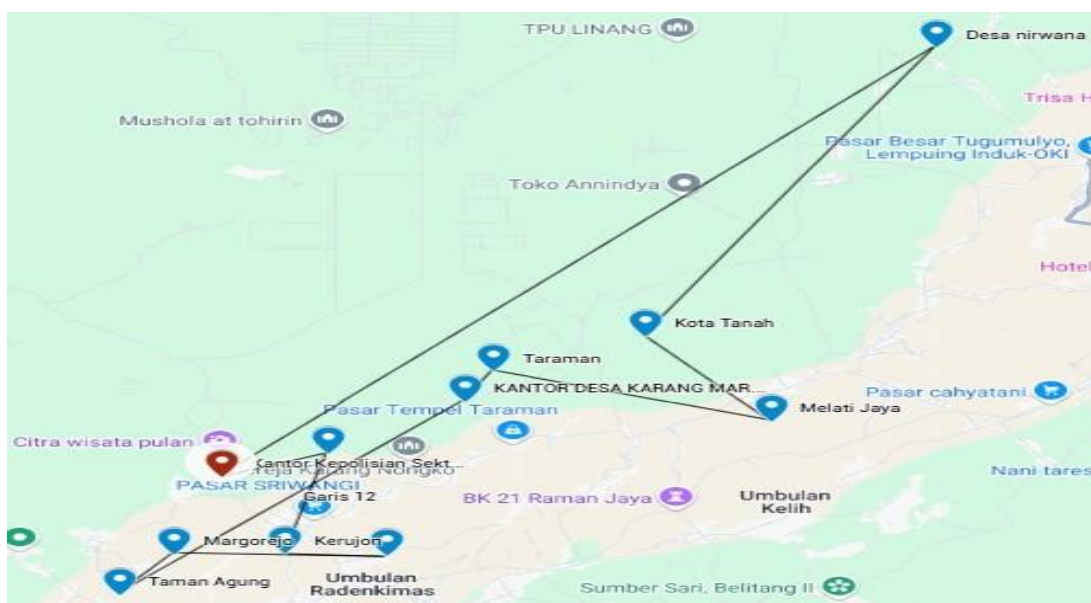 TPU LINANG
Desa nirwana
Trisa H
Mushola at tohirin
Pasar Besar Tugumulyo,
Lempuing Induk-OKI
Toko Annindya
Hotel
Kota Tanah
Taraman
KANTOR DESA KARANG MAR...
Pasar cahyatani
Pasar Tempel Taraman
Melati Jaya
Citra wisata pulan
Kantor Kepolisian Sekt...
ereja Karang Nongko
Nani tares
PASAR SRIWANGI
Garis 12
BK 21 Raman Jaya
Umbulan
Kelih
Margorejo
Kerujon
Taman Agung
Umbulan
Radenkimas
Sumber Sari, Belitang II